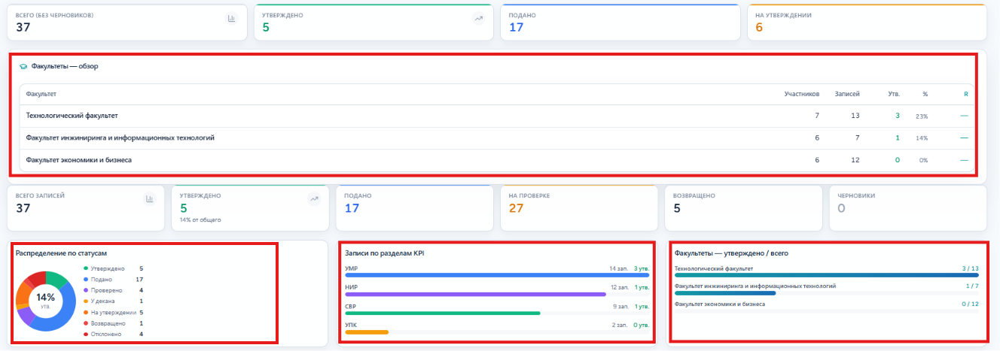 ВСЕГО (БЕЗ ЧЕРНОВИКОВ) УТВЕРЖДЕНО ПОДАНО НА УТВЕРЖДЕНИИ
37 5 17 6
Факультеты — обзор
Факультет Участников Записей Утв. % R
Технологический факультет 7 13 3 23% —
Факультет инжиниринга и информационных технологий 6 7 1 14% —
Факультет экономики и бизнеса 6 12 0 0% —
ВСЕГО ЗАПИСЕЙ УТВЕРЖДЕНО ПОДАНО НА ПРОВЕРКЕ ВОЗВРАЩЕНО ЧЕРНОВИКИ
37 5 17 27 5 0
14% от общего
Распределение по статусам
14%
УТВ.
Утверждено 5
Подано 17
Проверено 4
У декана 1
На утверждении 5
Возвращено 1
Отклонено 4
Записи по разделам KPI
УМР 14 зап. 3 утв.
НИР 12 зап. 1 утв.
СВР 9 зап. 1 утв.
УПК 2 зап. 0 утв.
Факультеты — утверждено / всего
Технологический факультет 3 / 13
Факультет инжиниринга и информационных технологий 1 / 7
Факультет экономики и бизнеса 0 / 12